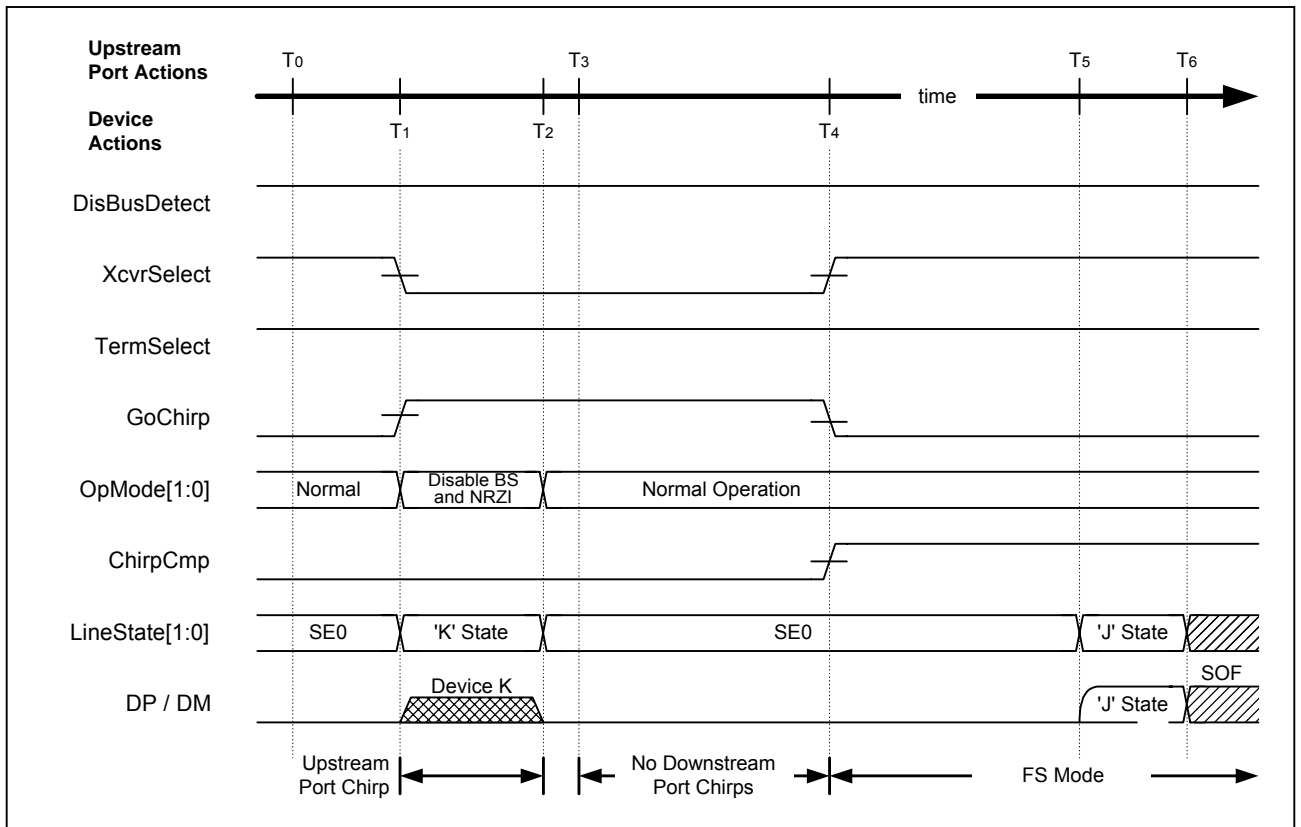 Upstream
Port Actions
T0
T3
T5
T6
time
Device
Actions
T1
T2
T4
DisBusDetect
XcvrSelect
TermSelect
GoChirp
OpMode[1:0]
Normal
Disable BS
and NRZI
Normal Operation
ChirpCmp
LineState[1:0]
SE0
'K' State
SE0
'J' State
DP / DM
Device K
'J' State
SOF
Upstream
Port Chirp
No Downstream
Port Chirps
FS Mode